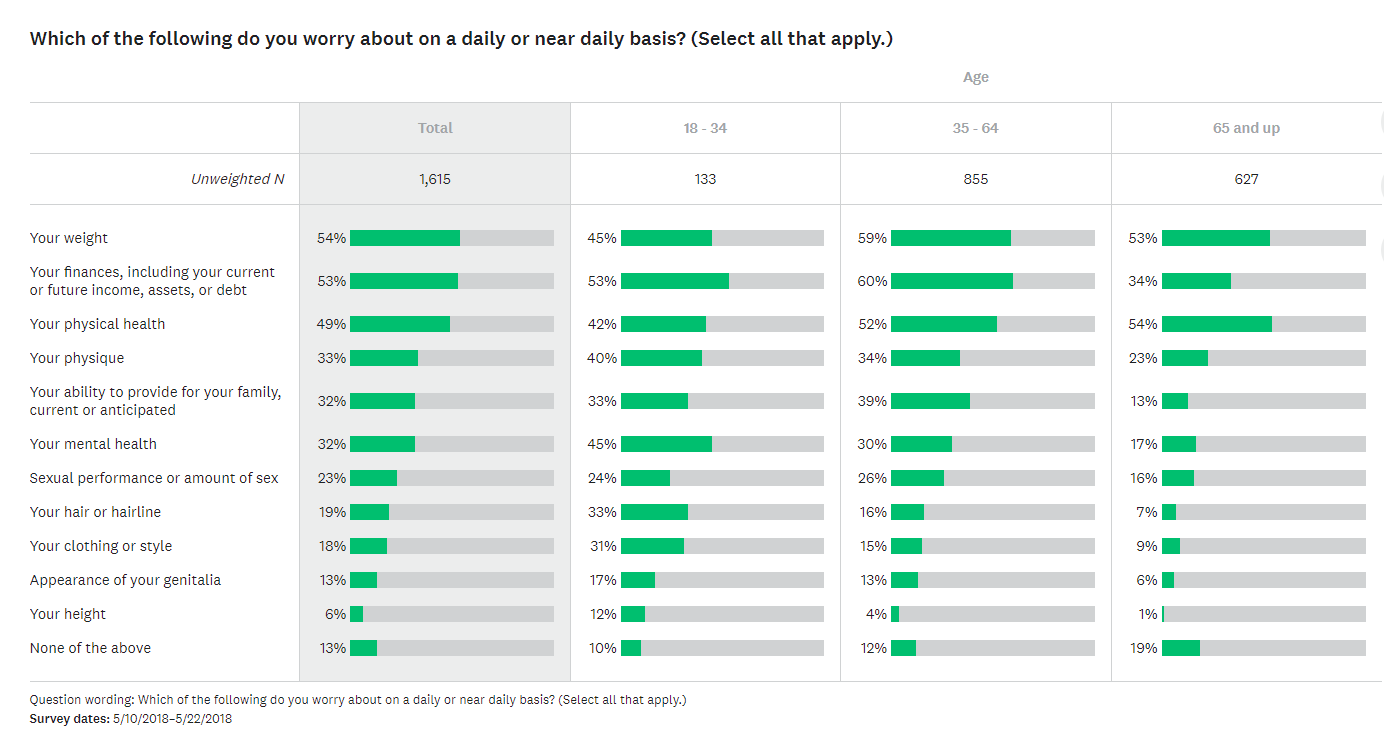 Which of the following do you worry about on a daily or near daily basis? (Select all that apply.)
Age
Total 18 - 34 35 - 64 65 and up
Unweighted N 1,615 133 855 627
Your weight 54% 45% 59% 53%
Your finances, including your current
or future income, assets, or debt 53% 53% 60% 34%
Your physical health 49% 42% 52% 54%
Your physique 33% 40% 34% 23%
Your ability to provide for your family,
current or anticipated 32% 33% 39% 13%
Your mental health 32% 45% 30% 17%
Sexual performance or amount of sex 23% 24% 26% 16%
Your hair or hairline 19% 33% 16% 7%
Your clothing or style 18% 31% 15% 9%
Appearance of your genitalia 13% 17% 13% 6%
Your height 6% 12% 4% 1%
None of the above 13% 10% 12% 19%
Question wording: Which of the following do you worry about on a daily or near daily basis? (Select all that apply.)
Survey dates: 5/10/2018–5/22/2018